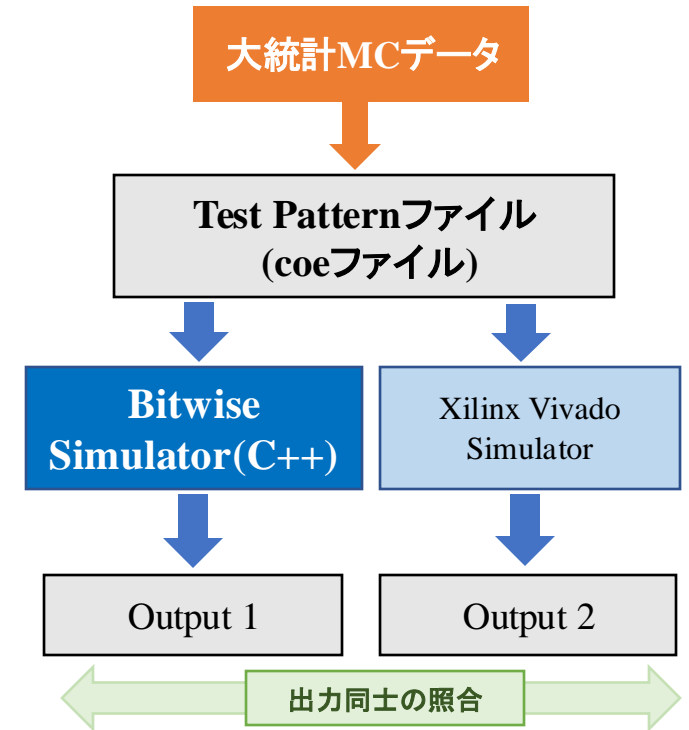 大統計MCデータ
Test Patternファイル
(coeファイル)
Bitwise
Simulator(C++)
Xilinx Vivado
Simulator
Output 1
Output 2
出力同士の照合